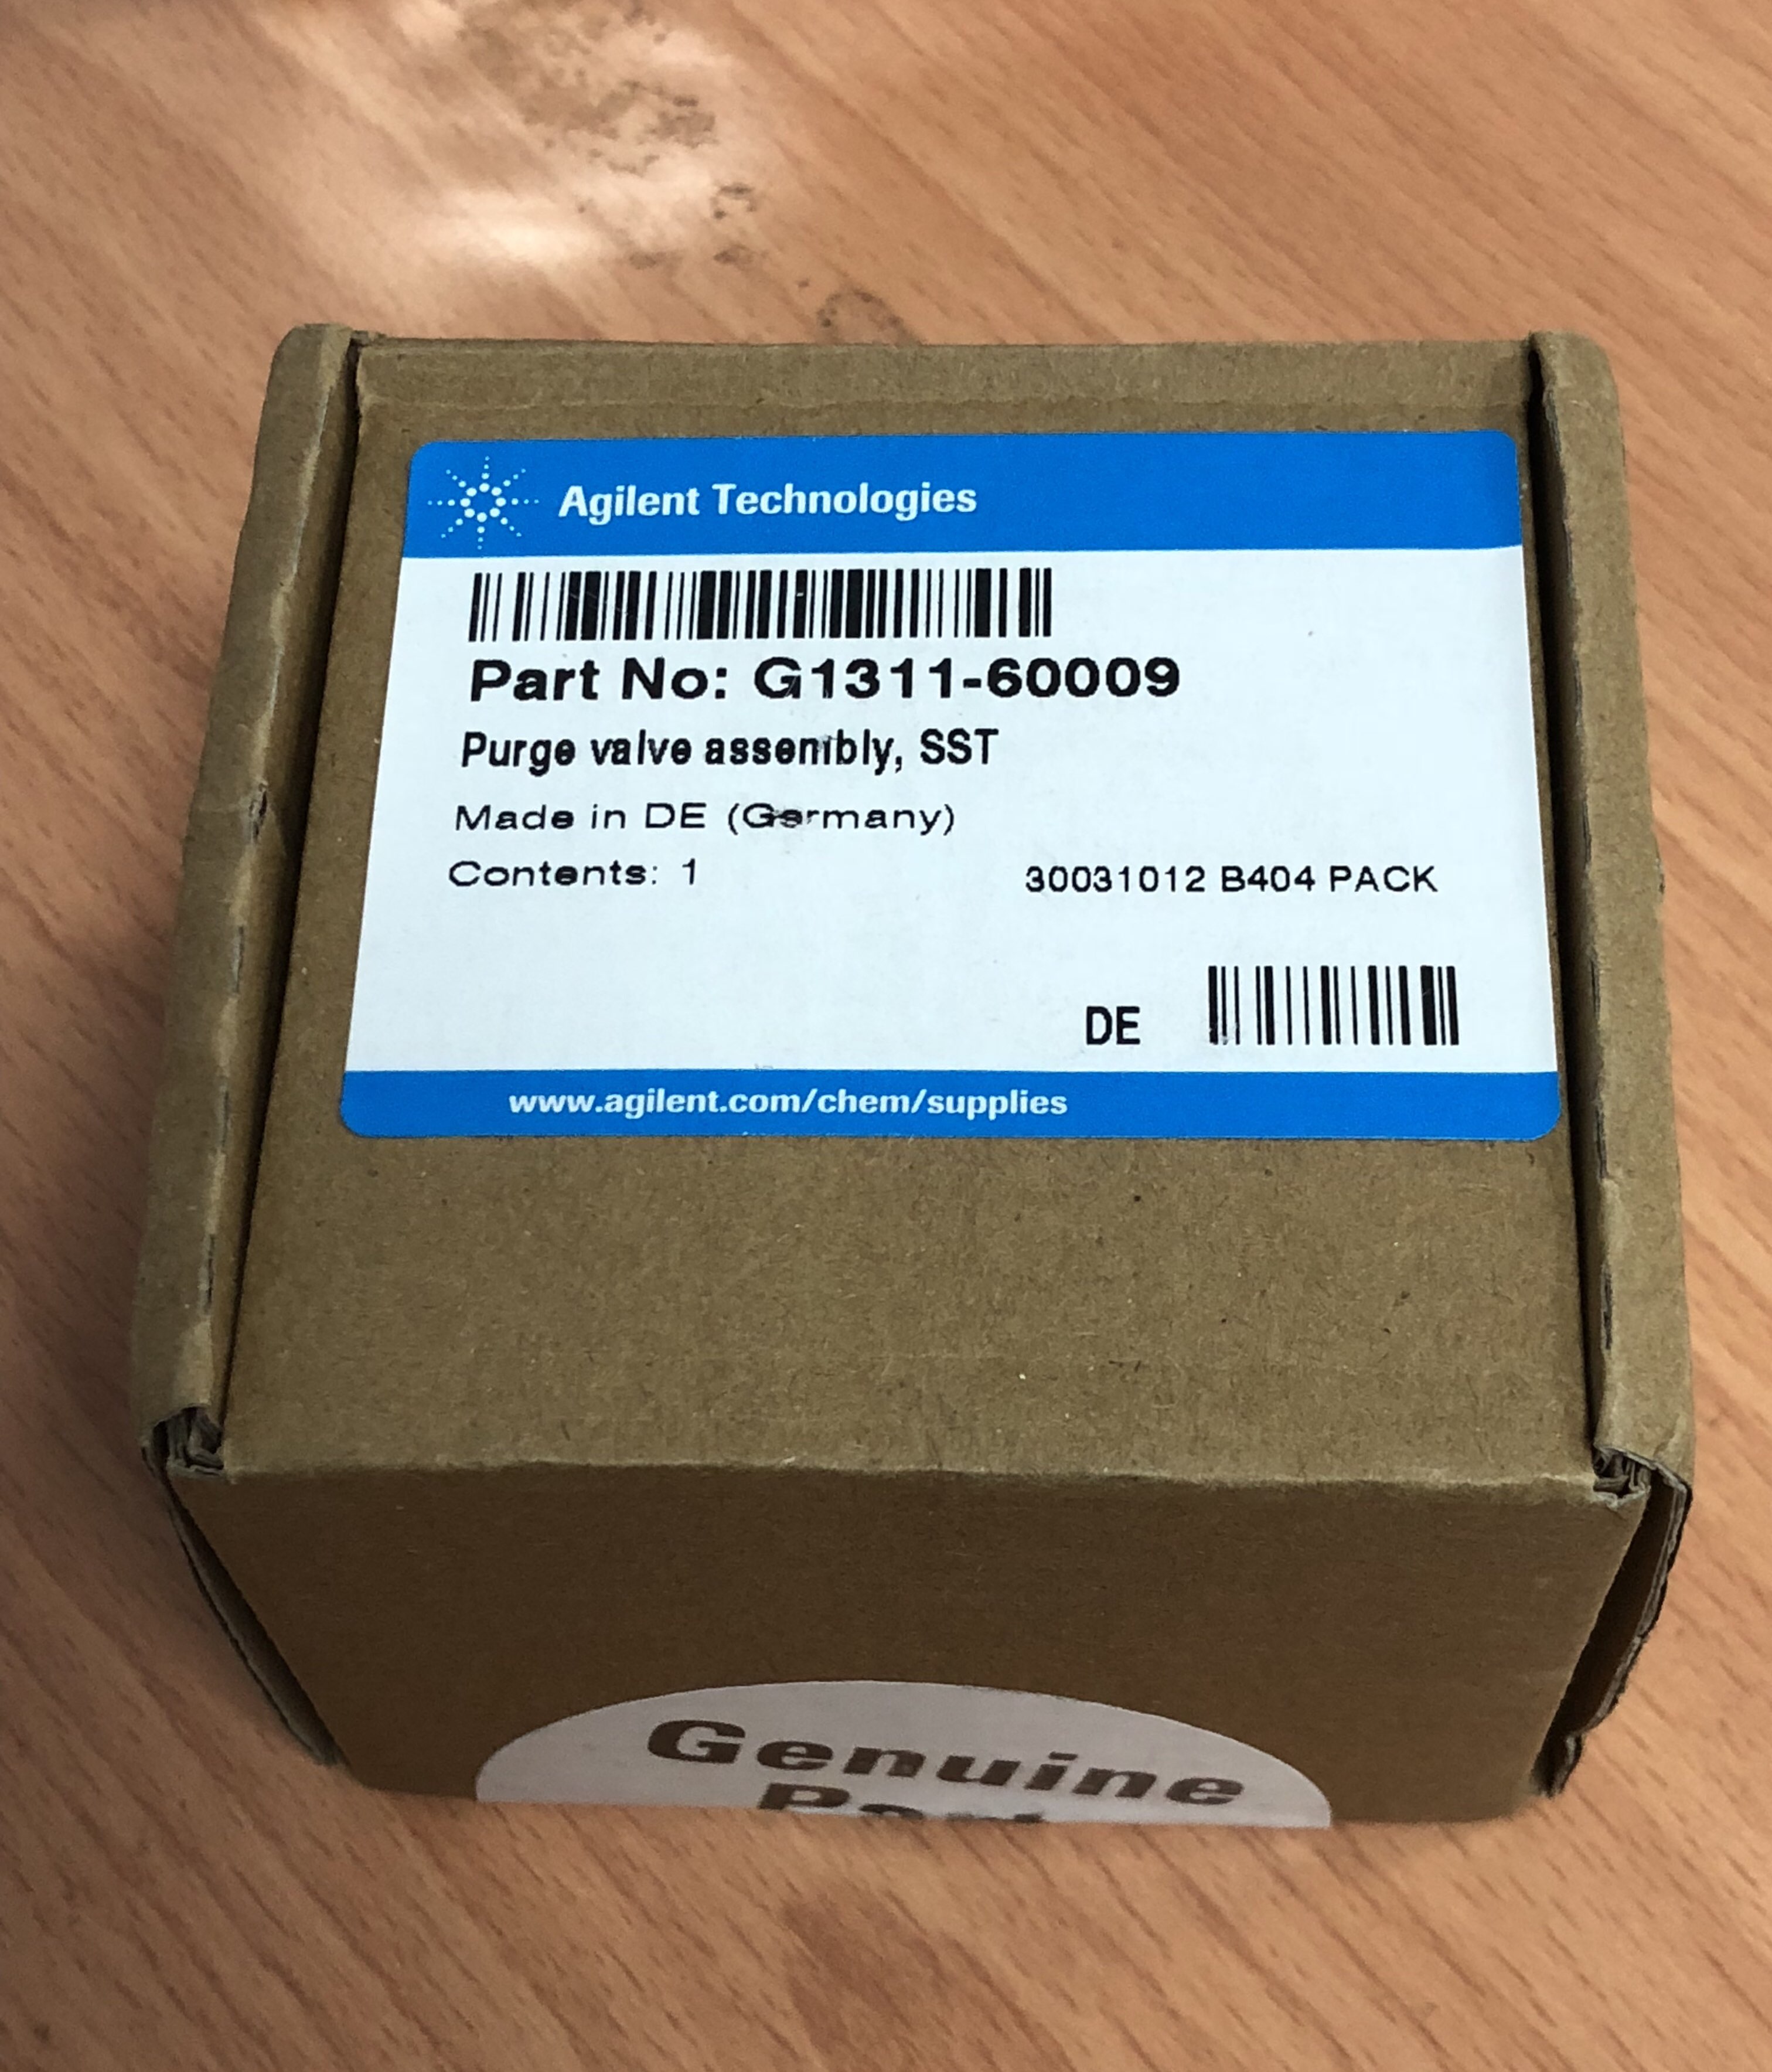 Agilent Technologies
Part No: G1311-60009
Purge valve assembly, SST
Made in DE (Germany)
Contents: 1
30031012 B404 PACK
DE
www.agilent.com/chem/supplies
Genuine
Part